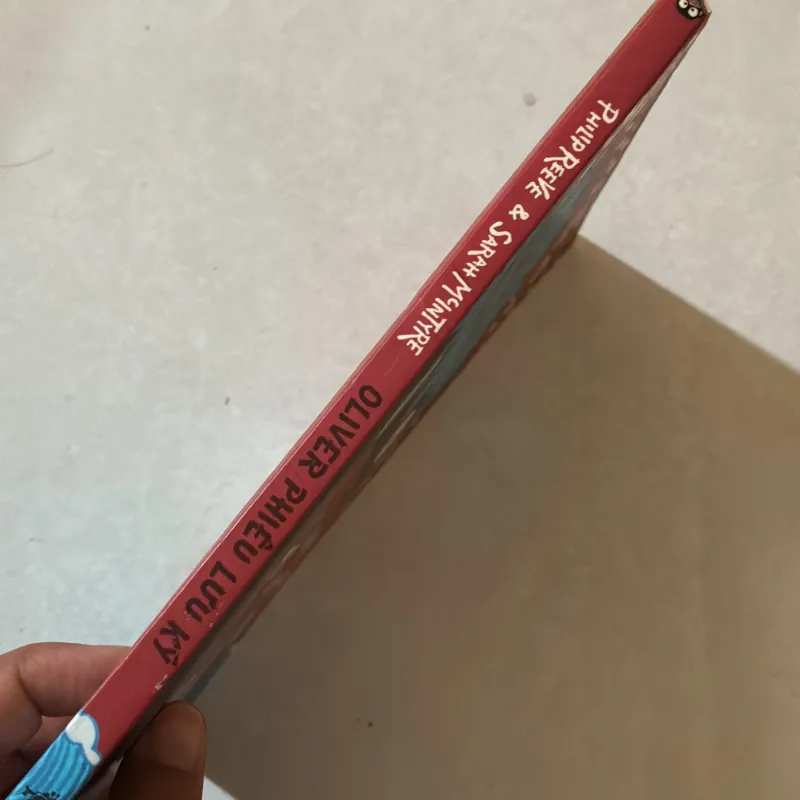 PHILIP REEVE & SARAH MCINTYRE
OLIVER PHIÊU LƯU KÝ